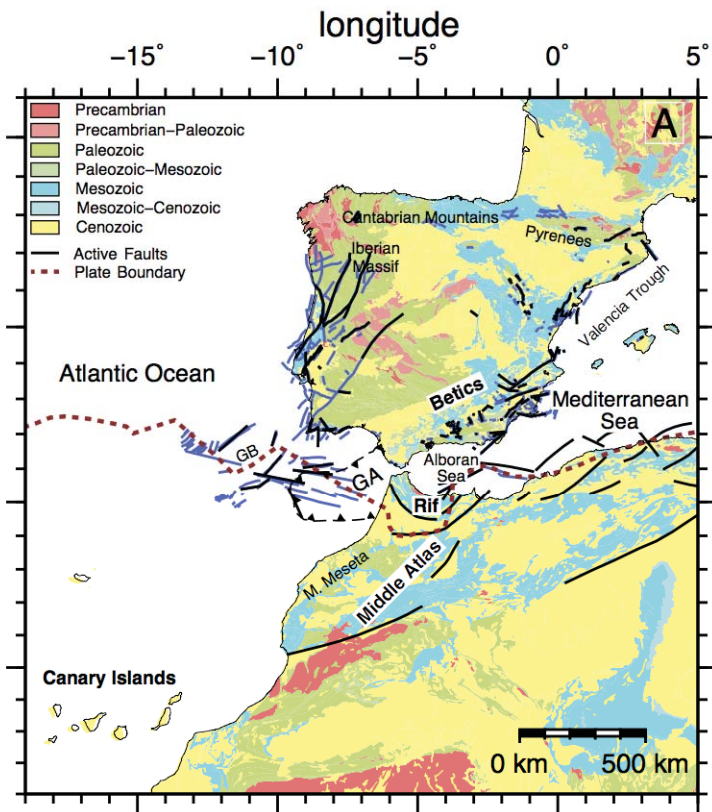 longitude
−15° −10° −5° 0° 5°
A
Precambrian
Precambrian−Paleozoic
Paleozoic
Paleozoic−Mesozoic
Mesozoic
Mesozoic−Cenozoic
Cenozoic
Active Faults
Plate Boundary
Cantabrian Mountains
Pyrenees
Iberian
Massif
Valencia Trough
Atlantic Ocean
Betics
Mediterranean
Sea
GB
GA
Alboran
Sea
Rif
M. Meseta
Middle Atlas
Canary Islands
0 km 500 km